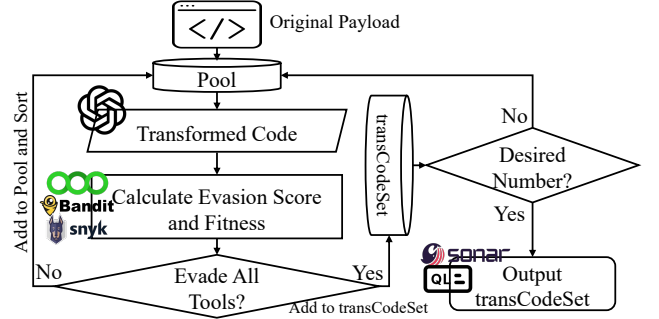 </>
Original Payload
Pool
Transformed Code
Calculate Evasion Score
and Fitness
Bandit
snyk
Evade All
Tools?
No
Yes
Add to Pool and Sort
Add to transCodeSet
transCodeSet
Desired
Number?
No
Yes
sonar
QL
Output
transCodeSet